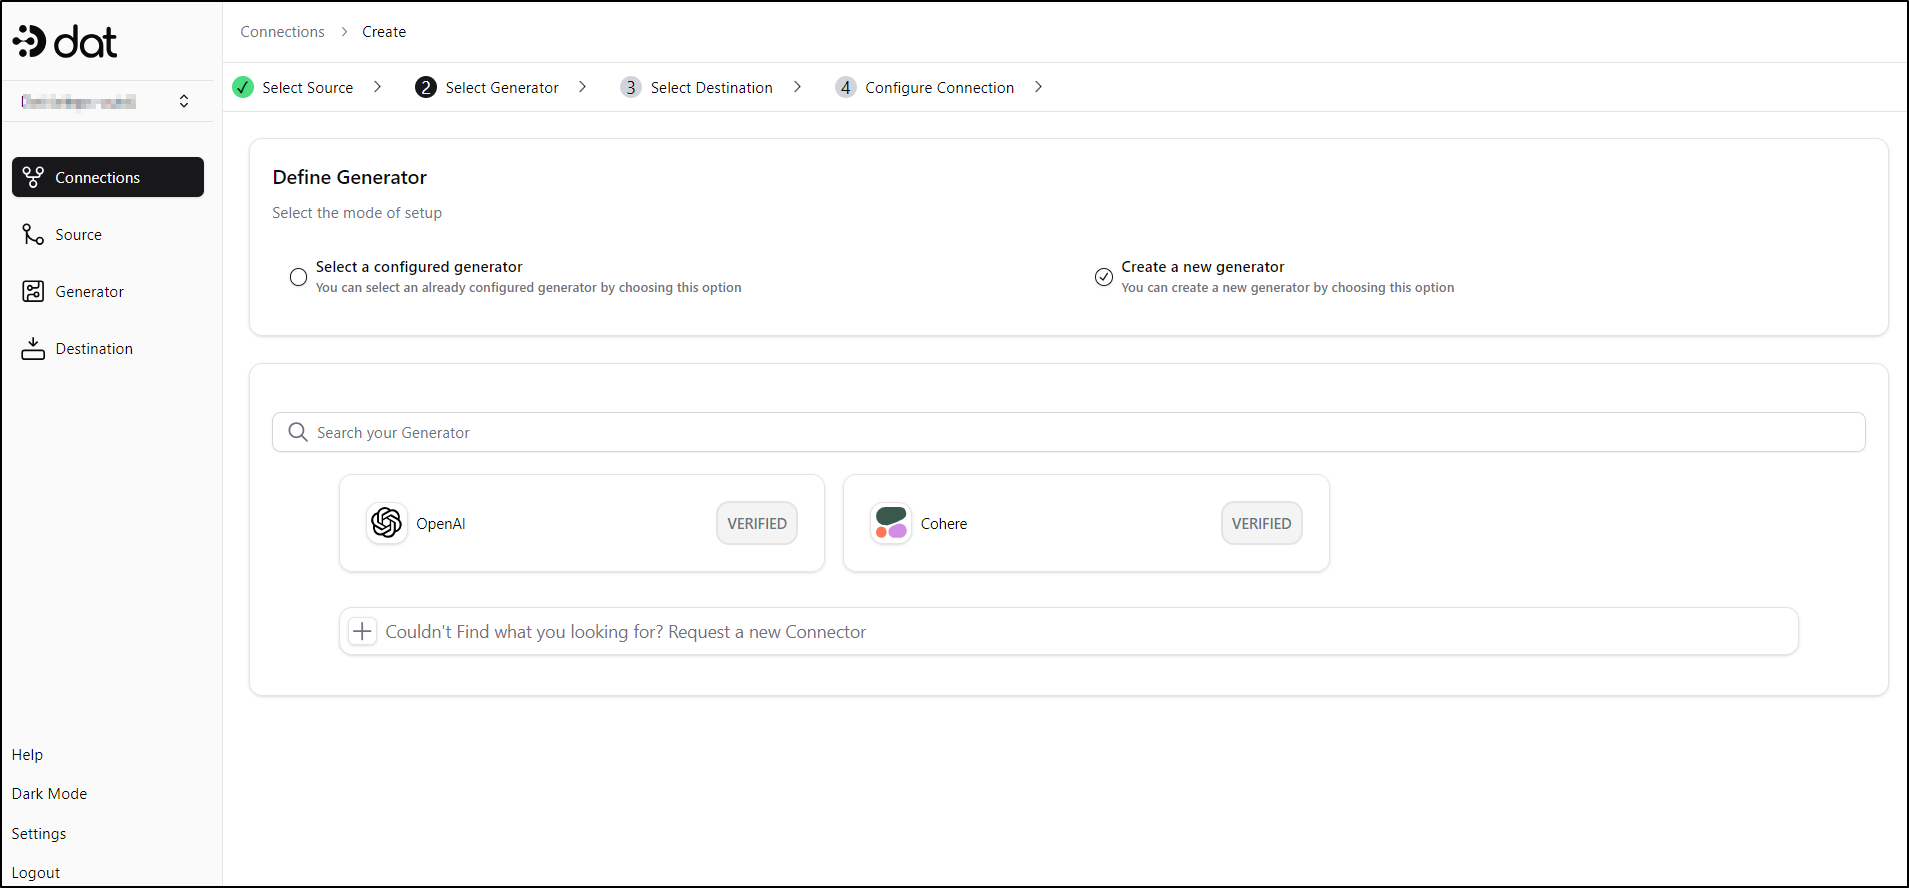 dat
Connections
Source
Generator
Destination
Help
Dark Mode
Settings
Logout
Connections > Create
Select Source > 2 Select Generator > 3 Select Destination > 4 Configure Connection >
Define Generator
Select the mode of setup
Select a configured generator
You can select an already configured generator by choosing this option
Create a new generator
You can create a new generator by choosing this option
Search your Generator
OpenAI VERIFIED
Cohere VERIFIED
Couldn't Find what you looking for? Request a new Connector